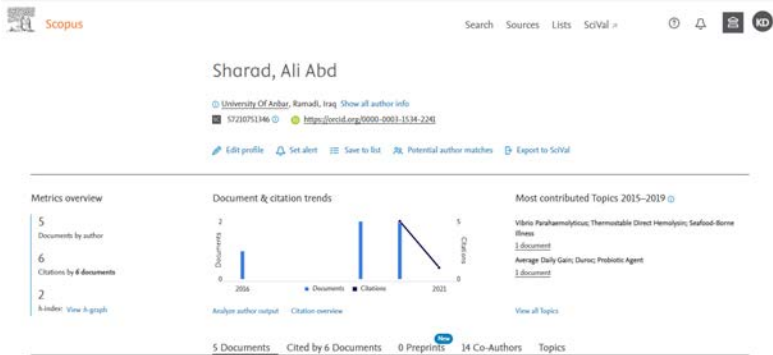 Scopus
Search Sources Lists SciVal ↗
KD
Sharad, Ali Abd
University Of Anbar, Ramadi, Iraq Show all author info
57210751346 https://orcid.org/0000-0003-1534-2241
Edit profile Set alert Save to list Potential author matches Export to SciVal
Metrics overview
5
Documents by author
6
Citations by 6 documents
2
h-index: View h-graph
Document & citation trends
2
5
Documents
Citations
0
0
2016
2021
Documents Citations
Analyze author output Citation overview
Most contributed Topics 2015–2019
Vibrio Parahaemolyticus; Thermostable Direct Hemolysin; Seafood-Borne
Illness
1 document
Average Daily Gain; Duroc; Probiotic Agent
1 document
View all Topics
New
5 Documents Cited by 6 Documents 0 Preprints 14 Co-Authors Topics